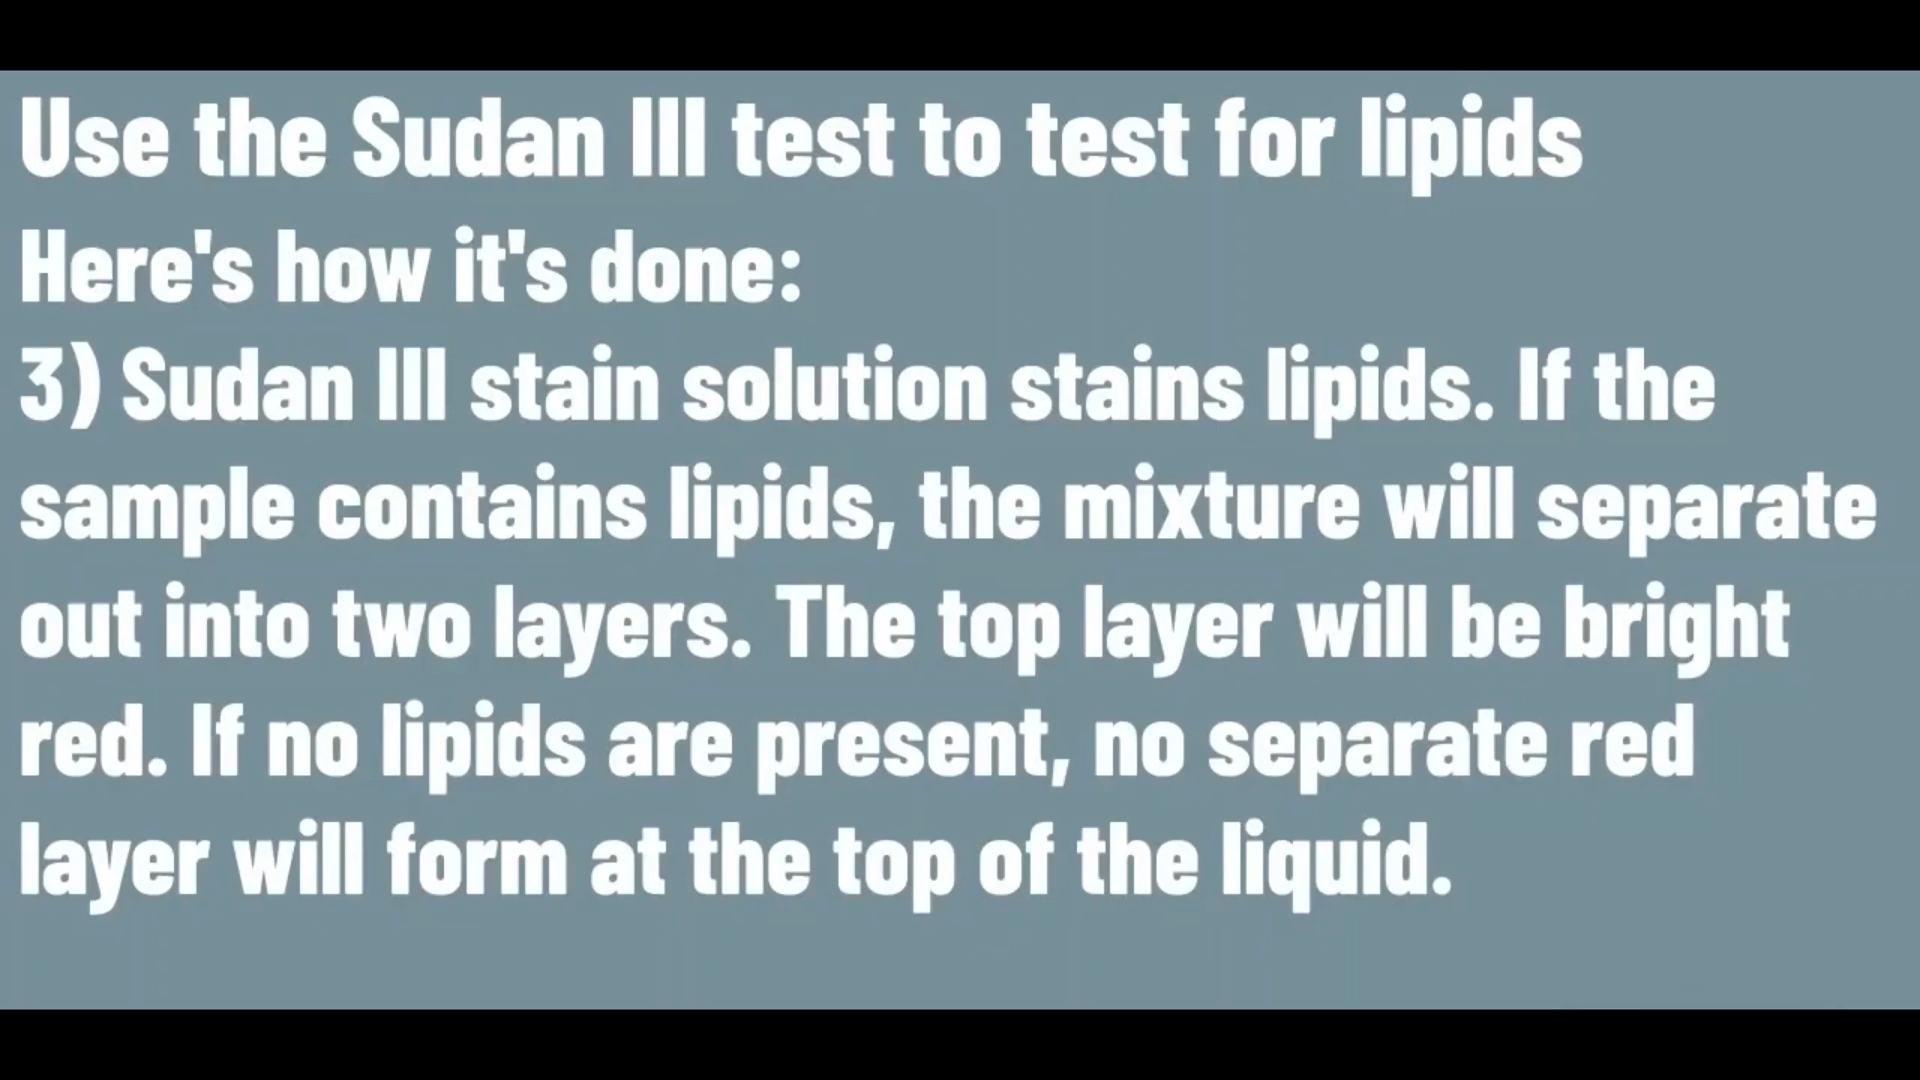 Use the Sudan III test to test for lipids
Here's how it's done:
3) Sudan III stain solution stains lipids. If the
sample contains lipids, the mixture will separate
out into two layers. The top layer will be bright
red. If no lipids are present, no separate red
layer will form at the top of the liquid.